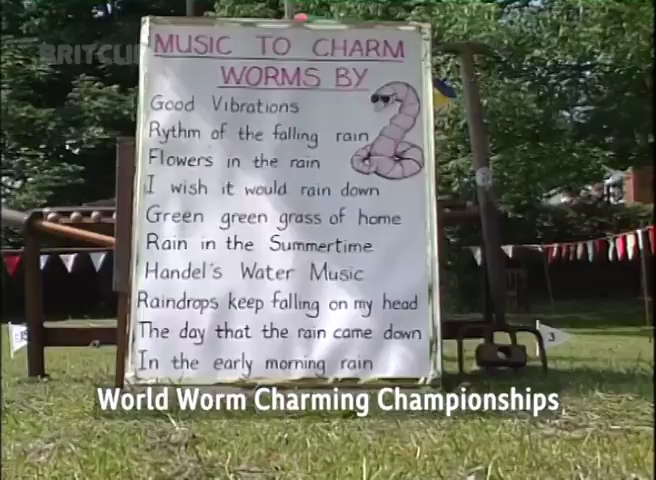 BRITCLIP
MUSIC TO CHARM
WORMS BY
Good Vibrations
Rythm of the falling rain
Flowers in the rain
I wish it would rain down
Green green grass of home
Rain in the Summertime
Handel's Water Music
Raindrops keep falling on my head
The day that the rain came down
In the early morning rain
3
World Worm Charming Championships